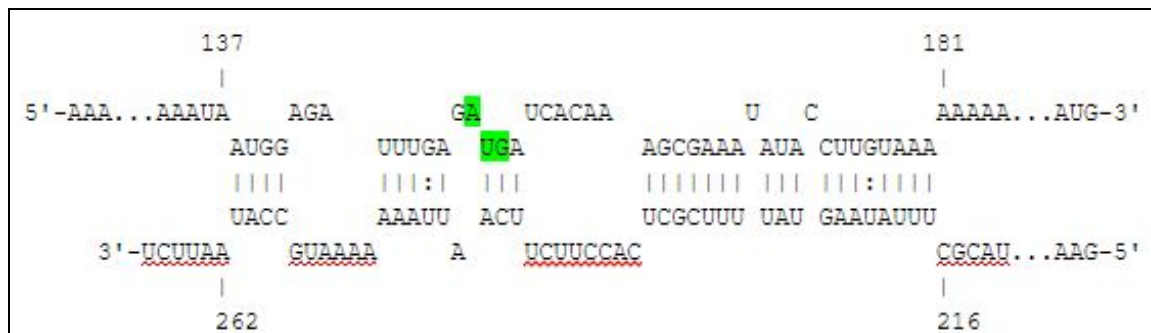 137 181
| |
5'-AAA...AAAUA AGA GA UCACAA U C AAAAA...AUG-3'
AUGG UUUGA UGA AGCGAAA AUA CUUGUAAA
|||| |||:| ||| ||||||| ||| |||:||||
UACC AAAUU ACU UCGCUUU UAU GAAUAUUU
3'-UCUUAA GUAAAA A UCUUCCAC CGCAU...AAG-5'
| |
262 216